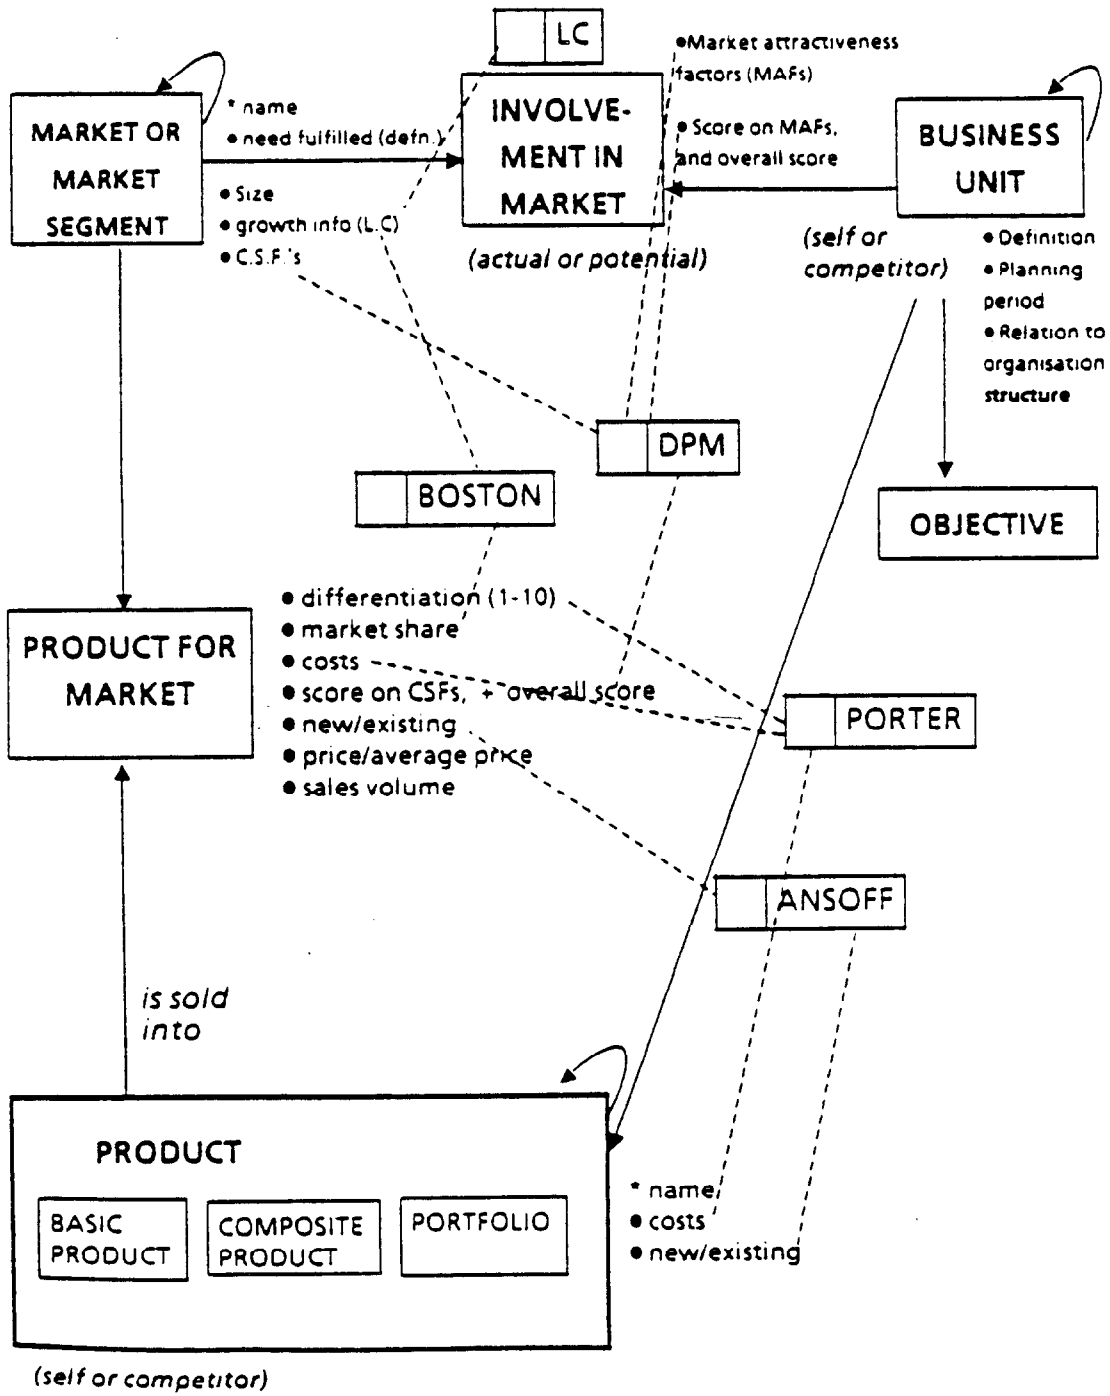 LC
● Market attractiveness
factors (MAFs)
MARKET OR
MARKET
SEGMENT
* name
● need fulfilled (defn.)
● Size
● growth info (L.C)
● C.S.F.'s
INVOLVE-
MENT IN
MARKET
(actual or potential)
● Score on MAFs,
and overall score
BUSINESS
UNIT
(self or
competitor)
● Definition
● Planning
period
● Relation to
organisation
structure
DPM
BOSTON
OBJECTIVE
PRODUCT FOR
MARKET
● differentiation (1-10)
● market share
● costs
● score on CSFs, + overall score
● new/existing
● price/average price
● sales volume
PORTER
ANSOFF
is sold
into
PRODUCT
BASIC
PRODUCT
COMPOSITE
PRODUCT
PORTFOLIO
* name
● costs
● new/existing
(self or competitor)